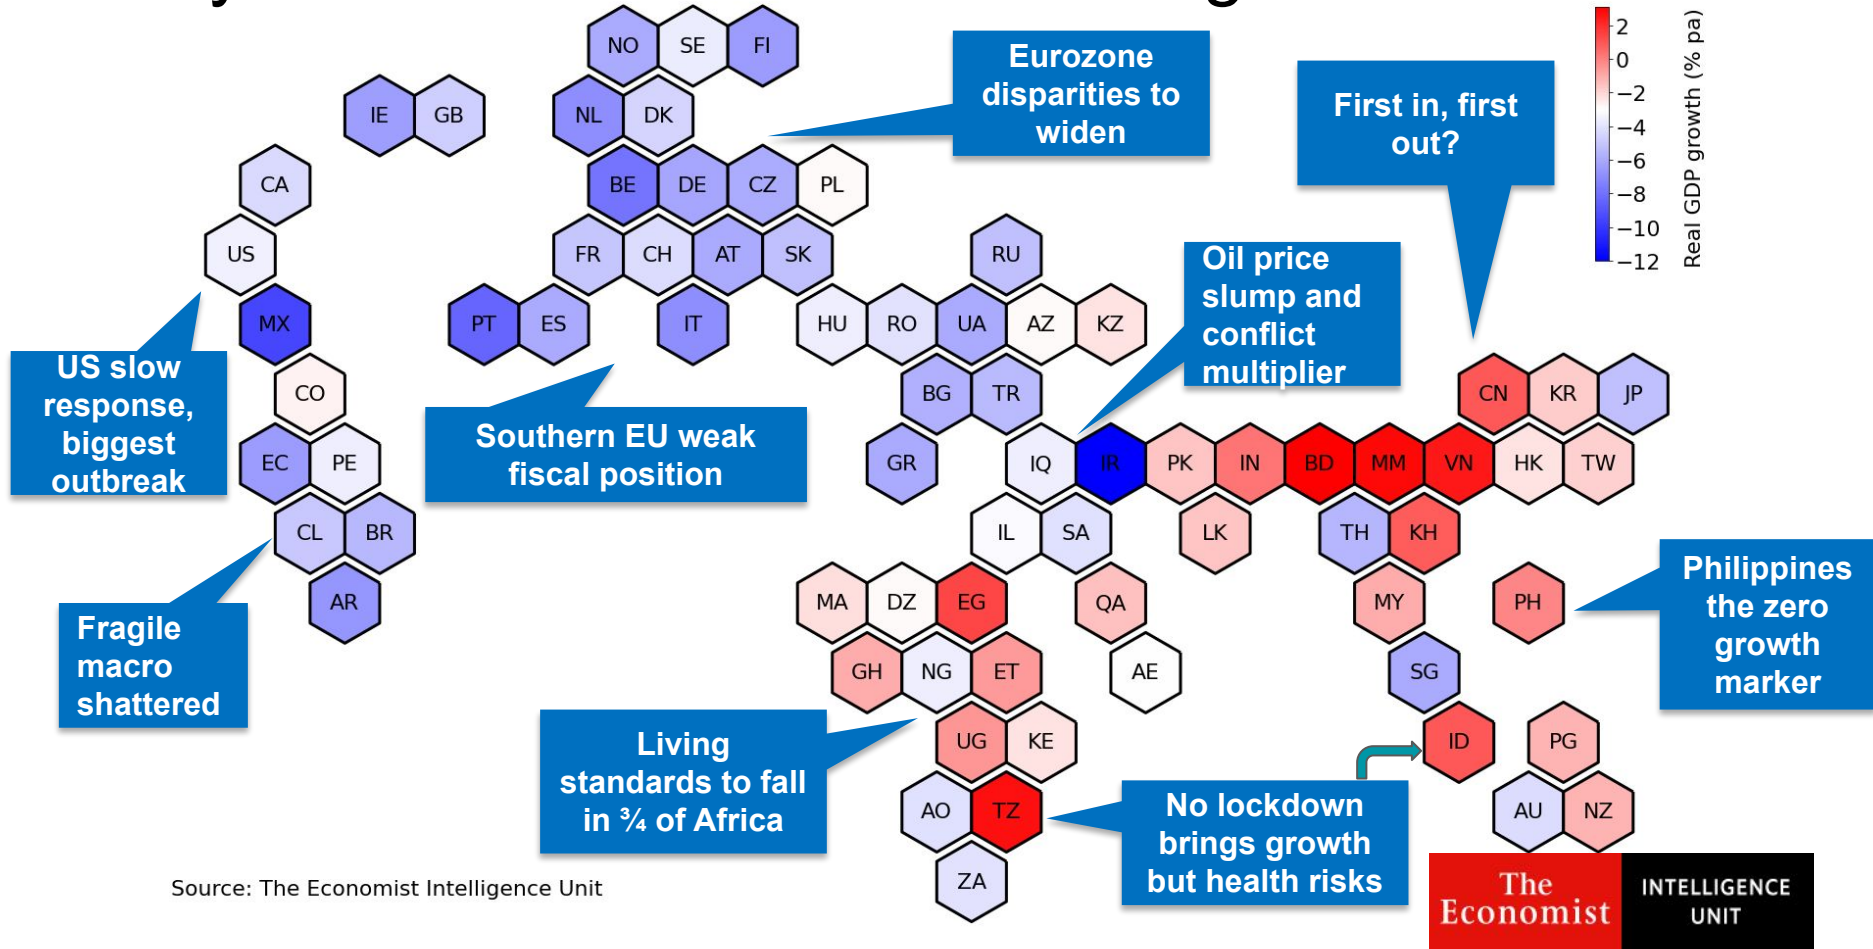 NO SE FI
Eurozone
disparities to
widen
First in, first
out?
2
0
−2
−4
−6
−8
−10
−12
Real GDP growth (% pa)
IE GB
NL DK
CA
BE DE CZ PL
US
FR CH AT SK
RU
Oil price
slump and
conflict
multiplier
MX
PT ES IT
HU RO UA AZ KZ
US slow
response,
biggest
outbreak
CO
BG TR
CN KR JP
Southern EU weak
fiscal position
EC PE
GR
IQ IR PK IN BD MM VN HK TW
CL BR
IL SA
LK
TH KH
Fragile
macro
shattered
AR
MA DZ EG
QA
MY
PH
Philippines
the zero
growth
marker
GH NG ET
AE
SG
Living
standards to fall
in ¾ of Africa
UG KE
ID
PG
AO TZ
No lockdown
brings growth
but health risks
AU NZ
ZA
Source: The Economist Intelligence Unit
The
Economist
INTELLIGENCE
UNIT